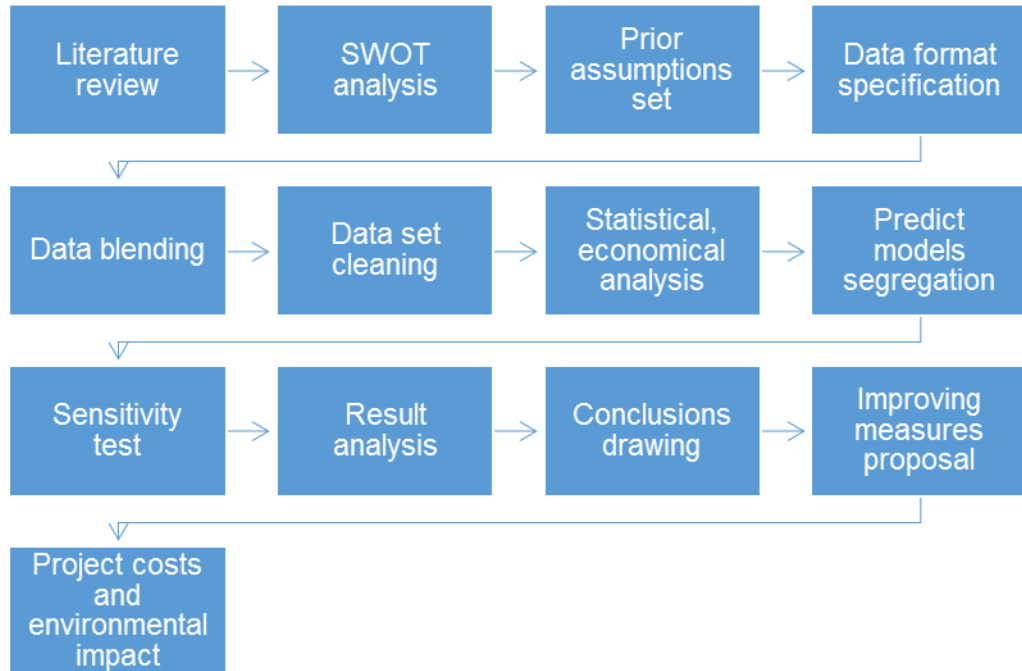 Literature
review
SWOT
analysis
Prior
assumptions
set
Data format
specification
Data blending
Data set
cleaning
Statistical,
economical
analysis
Predict
models
segregation
Sensitivity
test
Result
analysis
Conclusions
drawing
Improving
measures
proposal
Project costs
and
environmental
impact